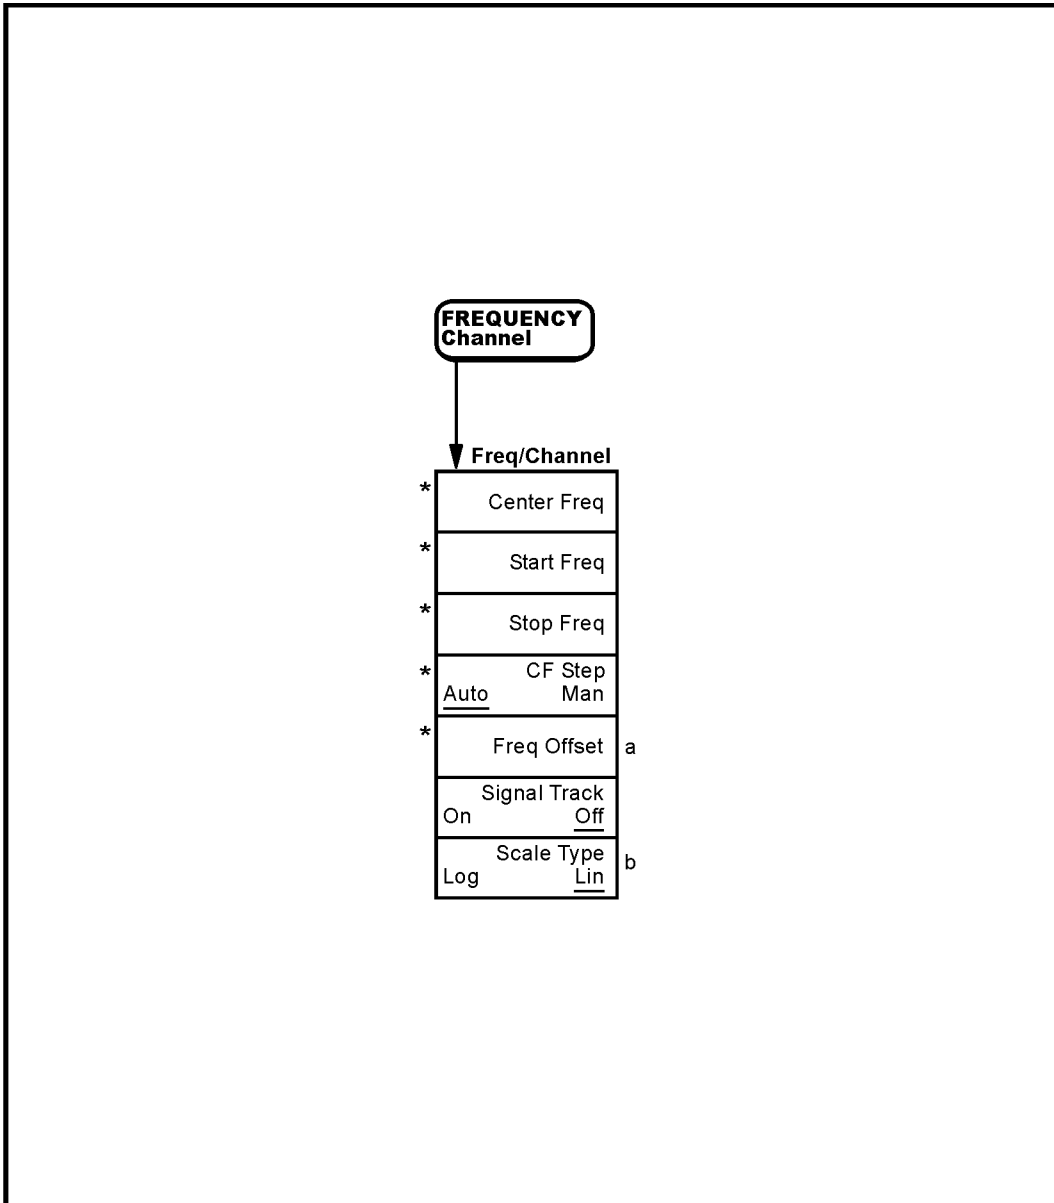 FREQUENCY
Channel
Freq/Channel
* Center Freq
* Start Freq
* Stop Freq
* CF Step
Auto Man
* Freq Offset a
Signal Track
On Off
Scale Type b
Log Lin